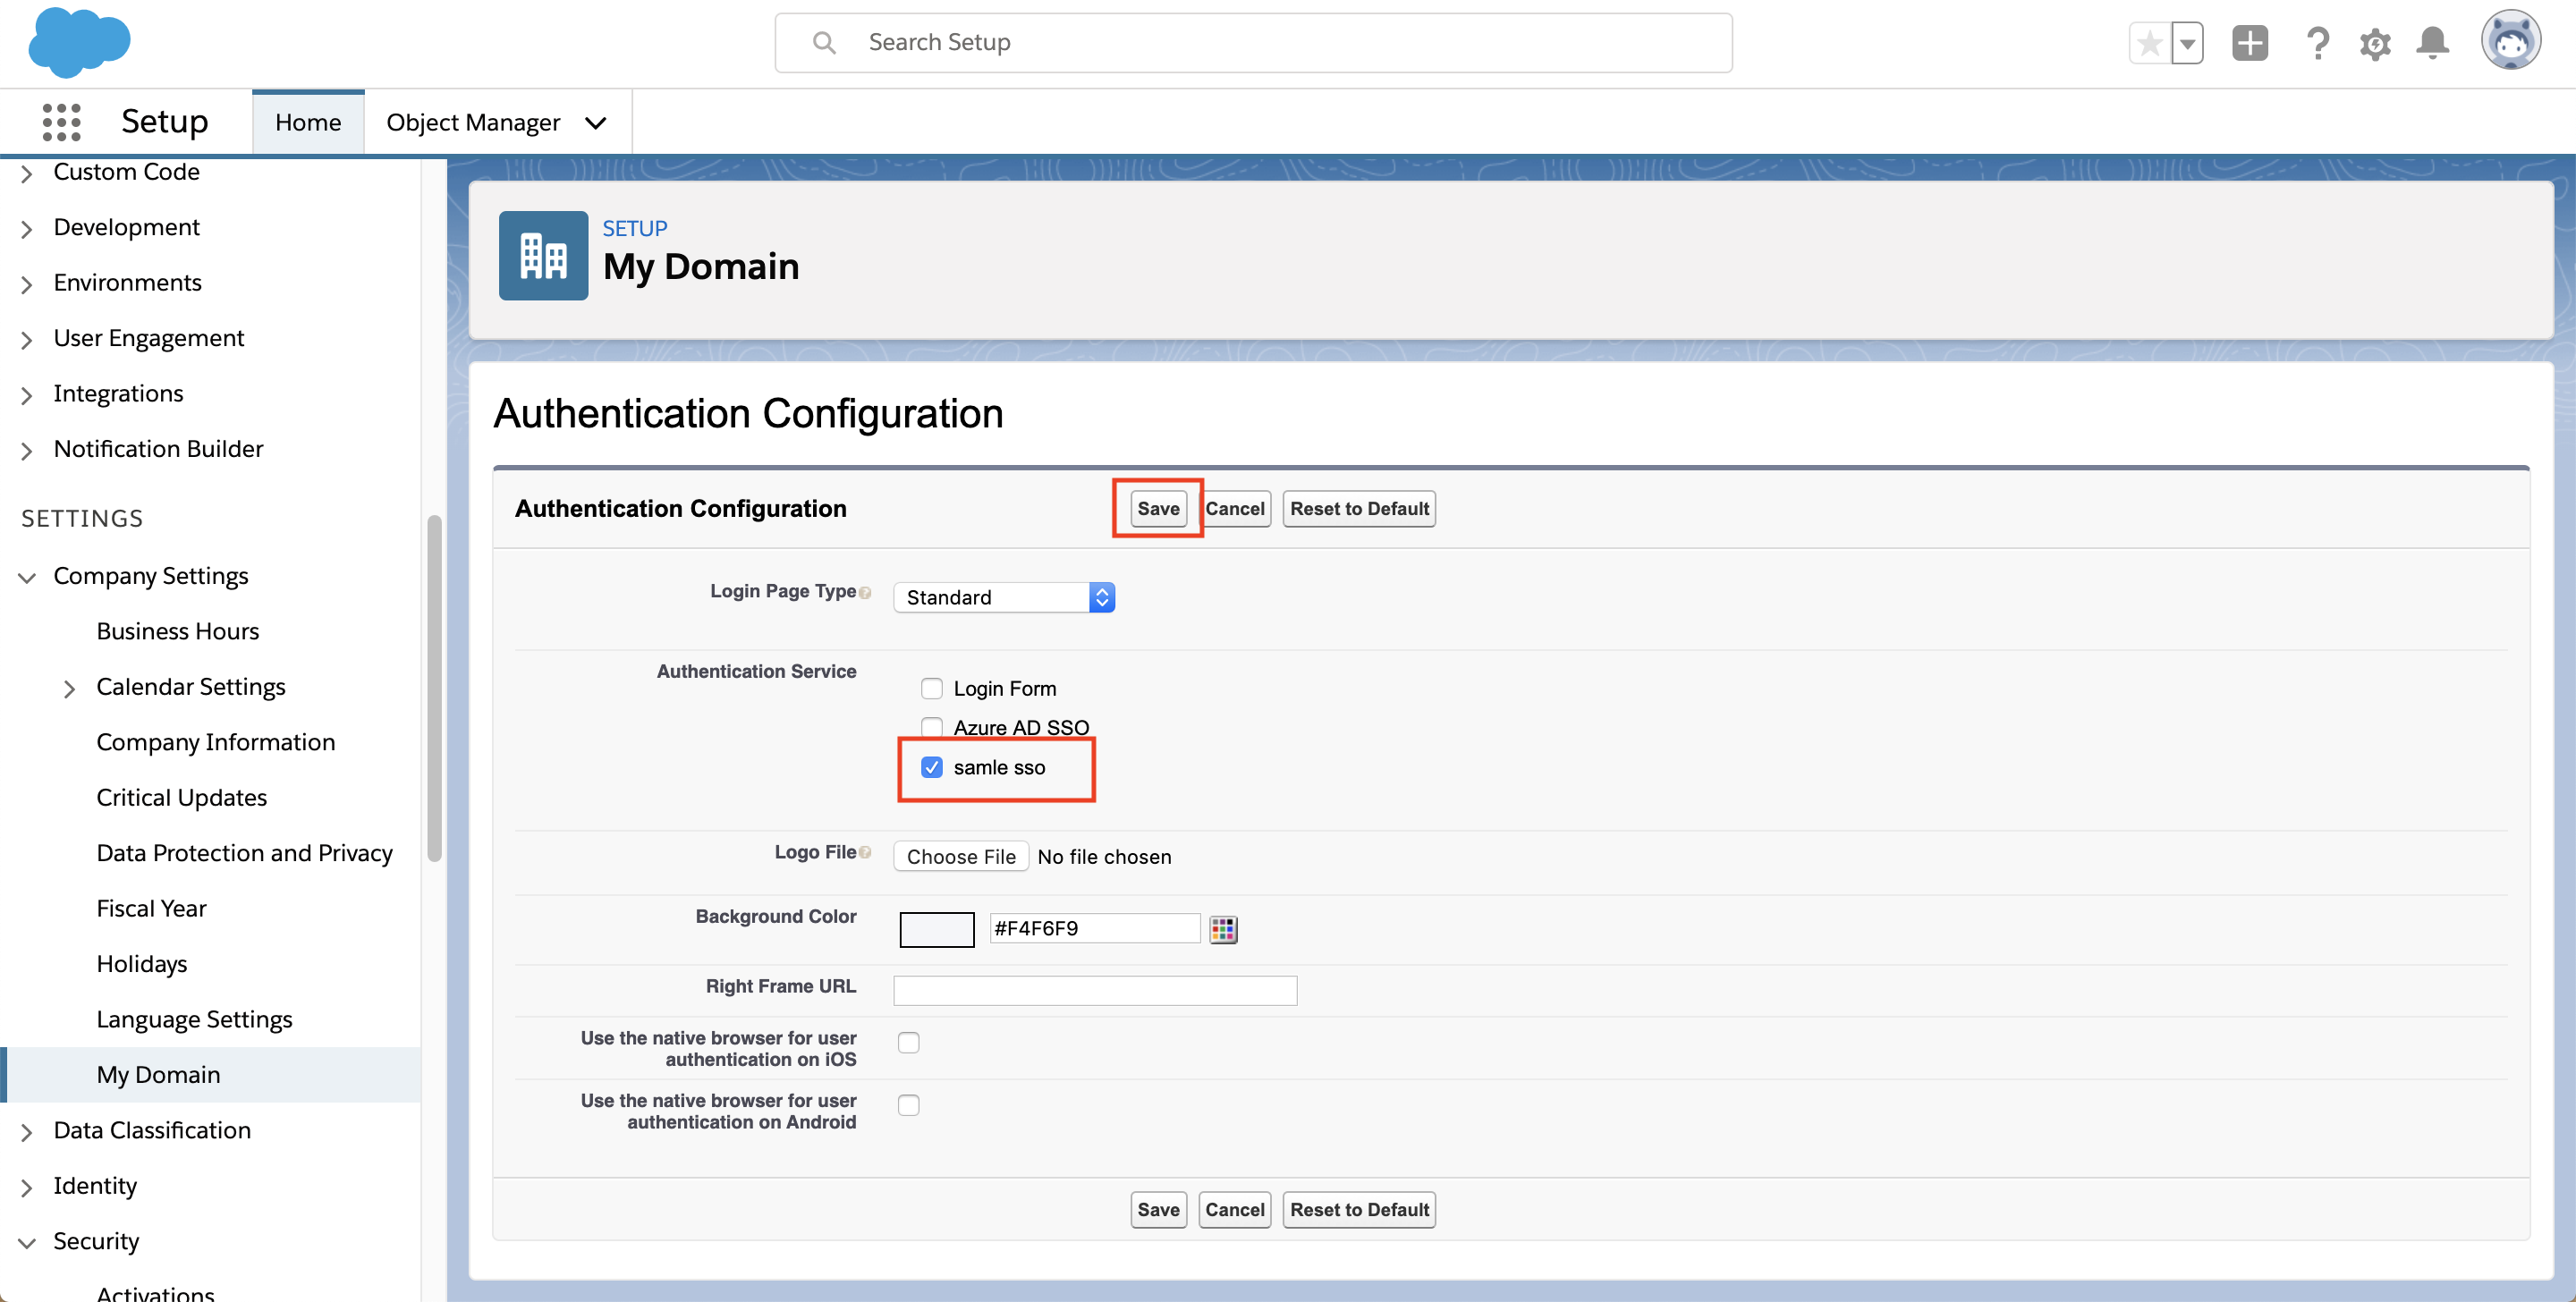 Search Setup
Setup
Home
Object Manager
Custom Code
Development
Environments
User Engagement
Integrations
Notification Builder
SETTINGS
Company Settings
Business Hours
Calendar Settings
Company Information
Critical Updates
Data Protection and Privacy
Fiscal Year
Holidays
Language Settings
My Domain
Data Classification
Identity
Security
Activations
SETUP
My Domain
Authentication Configuration
Authentication Configuration
Save Cancel Reset to Default
Login Page Type Standard
Authentication Service
Login Form
Azure AD SSO
samle sso
Logo File Choose File No file chosen
Background Color #F4F6F9
Right Frame URL
Use the native browser for user
authentication on iOS
Use the native browser for user
authentication on Android
Save Cancel Reset to Default